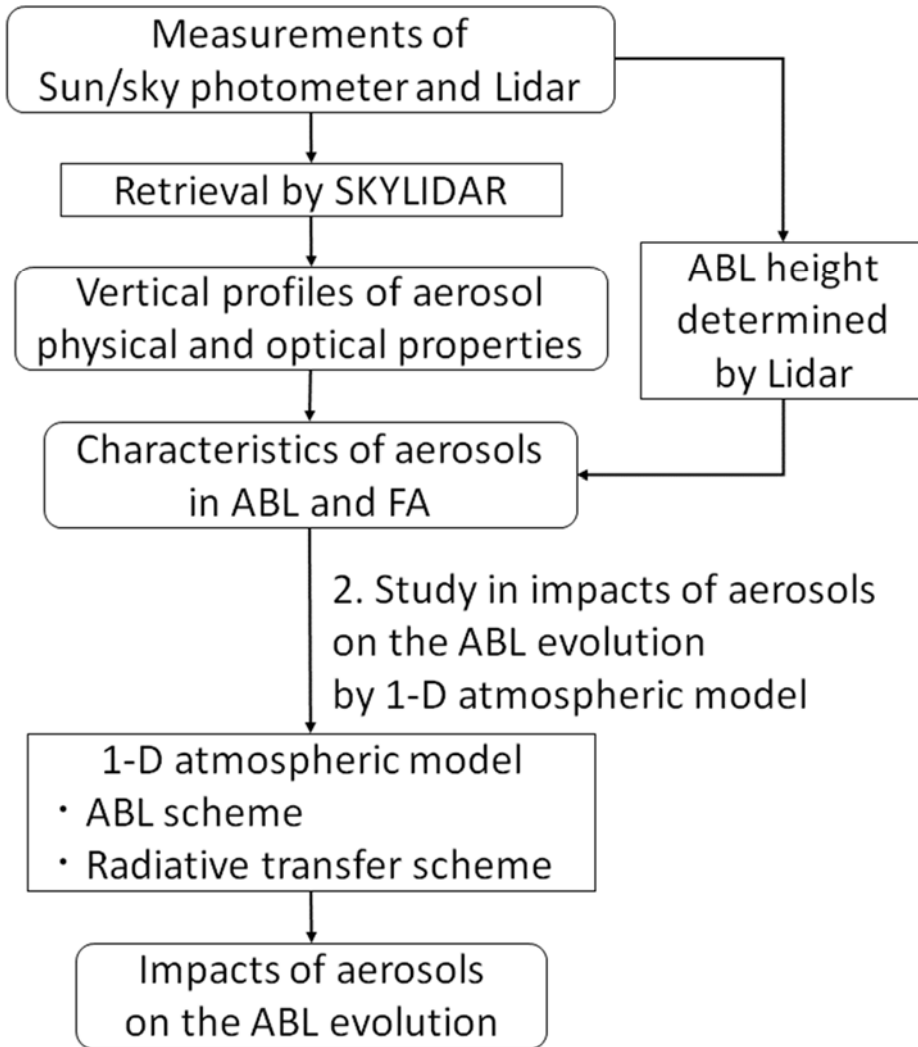 Measurements of
Sun/sky photometer and Lidar
Retrieval by SKYLIDAR
ABL height
determined
by Lidar
Vertical profiles of aerosol
physical and optical properties
Characteristics of aerosols
in ABL and FA
2. Study in impacts of aerosols
on the ABL evolution
by 1-D atmospheric model
1-D atmospheric model
・ ABL scheme
・ Radiative transfer scheme
Impacts of aerosols
on the ABL evolution